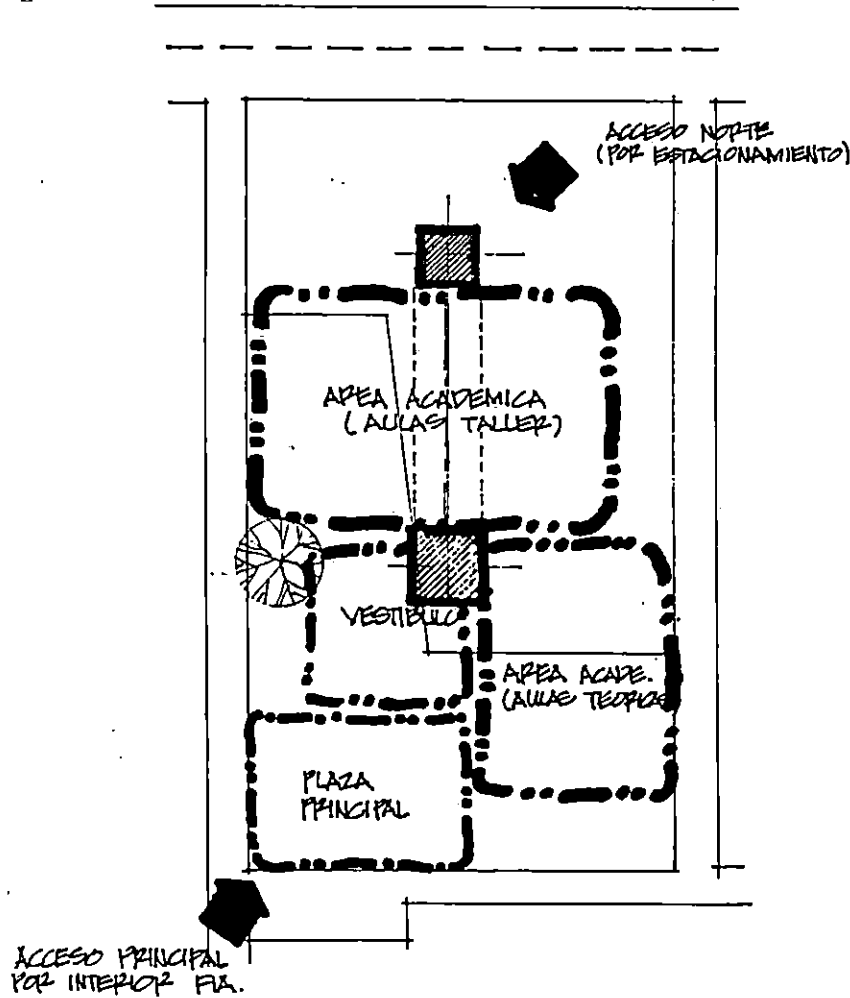 ACCESO NORTE
(POR ESTACIONAMIENTO)
AREA ACADEMICA
(AULAS TALLER)
VESTIBULO
AREA ACADE.
(AULAS TEORICAS
PLAZA
PRINCIPAL
ACCESO PRINCIPAL
POR INTERIOR FIA.